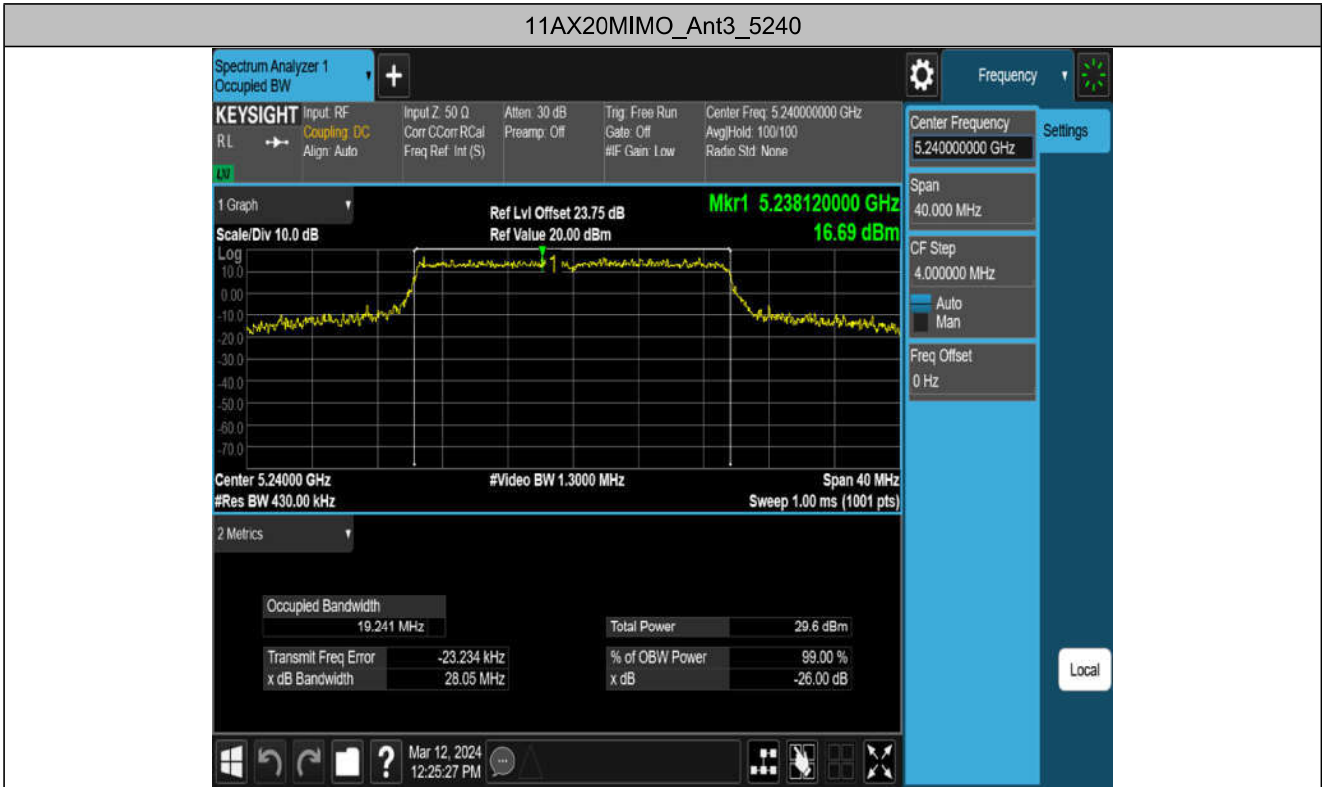 11AX20MIMO_Ant3_5240
Spectrum Analyzer 1
Occupied BW
+
Frequency
KEYSIGHT
RL
LXI
Input: RF
Coupling: DC
Align: Auto
Input Z: 50 Ω
Corr CCorr RCal
Freq Ref: Int (S)
Atten: 30 dB
Preamp: Off
Trig: Free Run
Gate: Off
#IF Gain: Low
Center Freq: 5.240000000 GHz
Avg|Hold: 100/100
Radio Std: None
Center Frequency
5.240000000 GHz
Settings
Span
40.000 MHz
CF Step
4.000000 MHz
Auto
Man
Freq Offset
0 Hz
1 Graph
Scale/Div 10.0 dB
Ref Lvl Offset 23.75 dB
Ref Value 20.00 dBm
Mkr1 5.238120000 GHz
16.69 dBm
Log
10.0
0.00
-10.0
-20.0
-30.0
-40.0
-50.0
-60.0
-70.0
1
Center 5.24000 GHz
#Video BW 1.3000 MHz
Span 40 MHz
#Res BW 430.00 kHz
Sweep 1.00 ms (1001 pts)
2 Metrics
Occupied Bandwidth
19.241 MHz
Total Power 29.6 dBm
Transmit Freq Error -23.234 kHz
% of OBW Power 99.00 %
x dB Bandwidth 28.05 MHz
x dB -26.00 dB
Local
?
Mar 12, 2024
12:25:27 PM